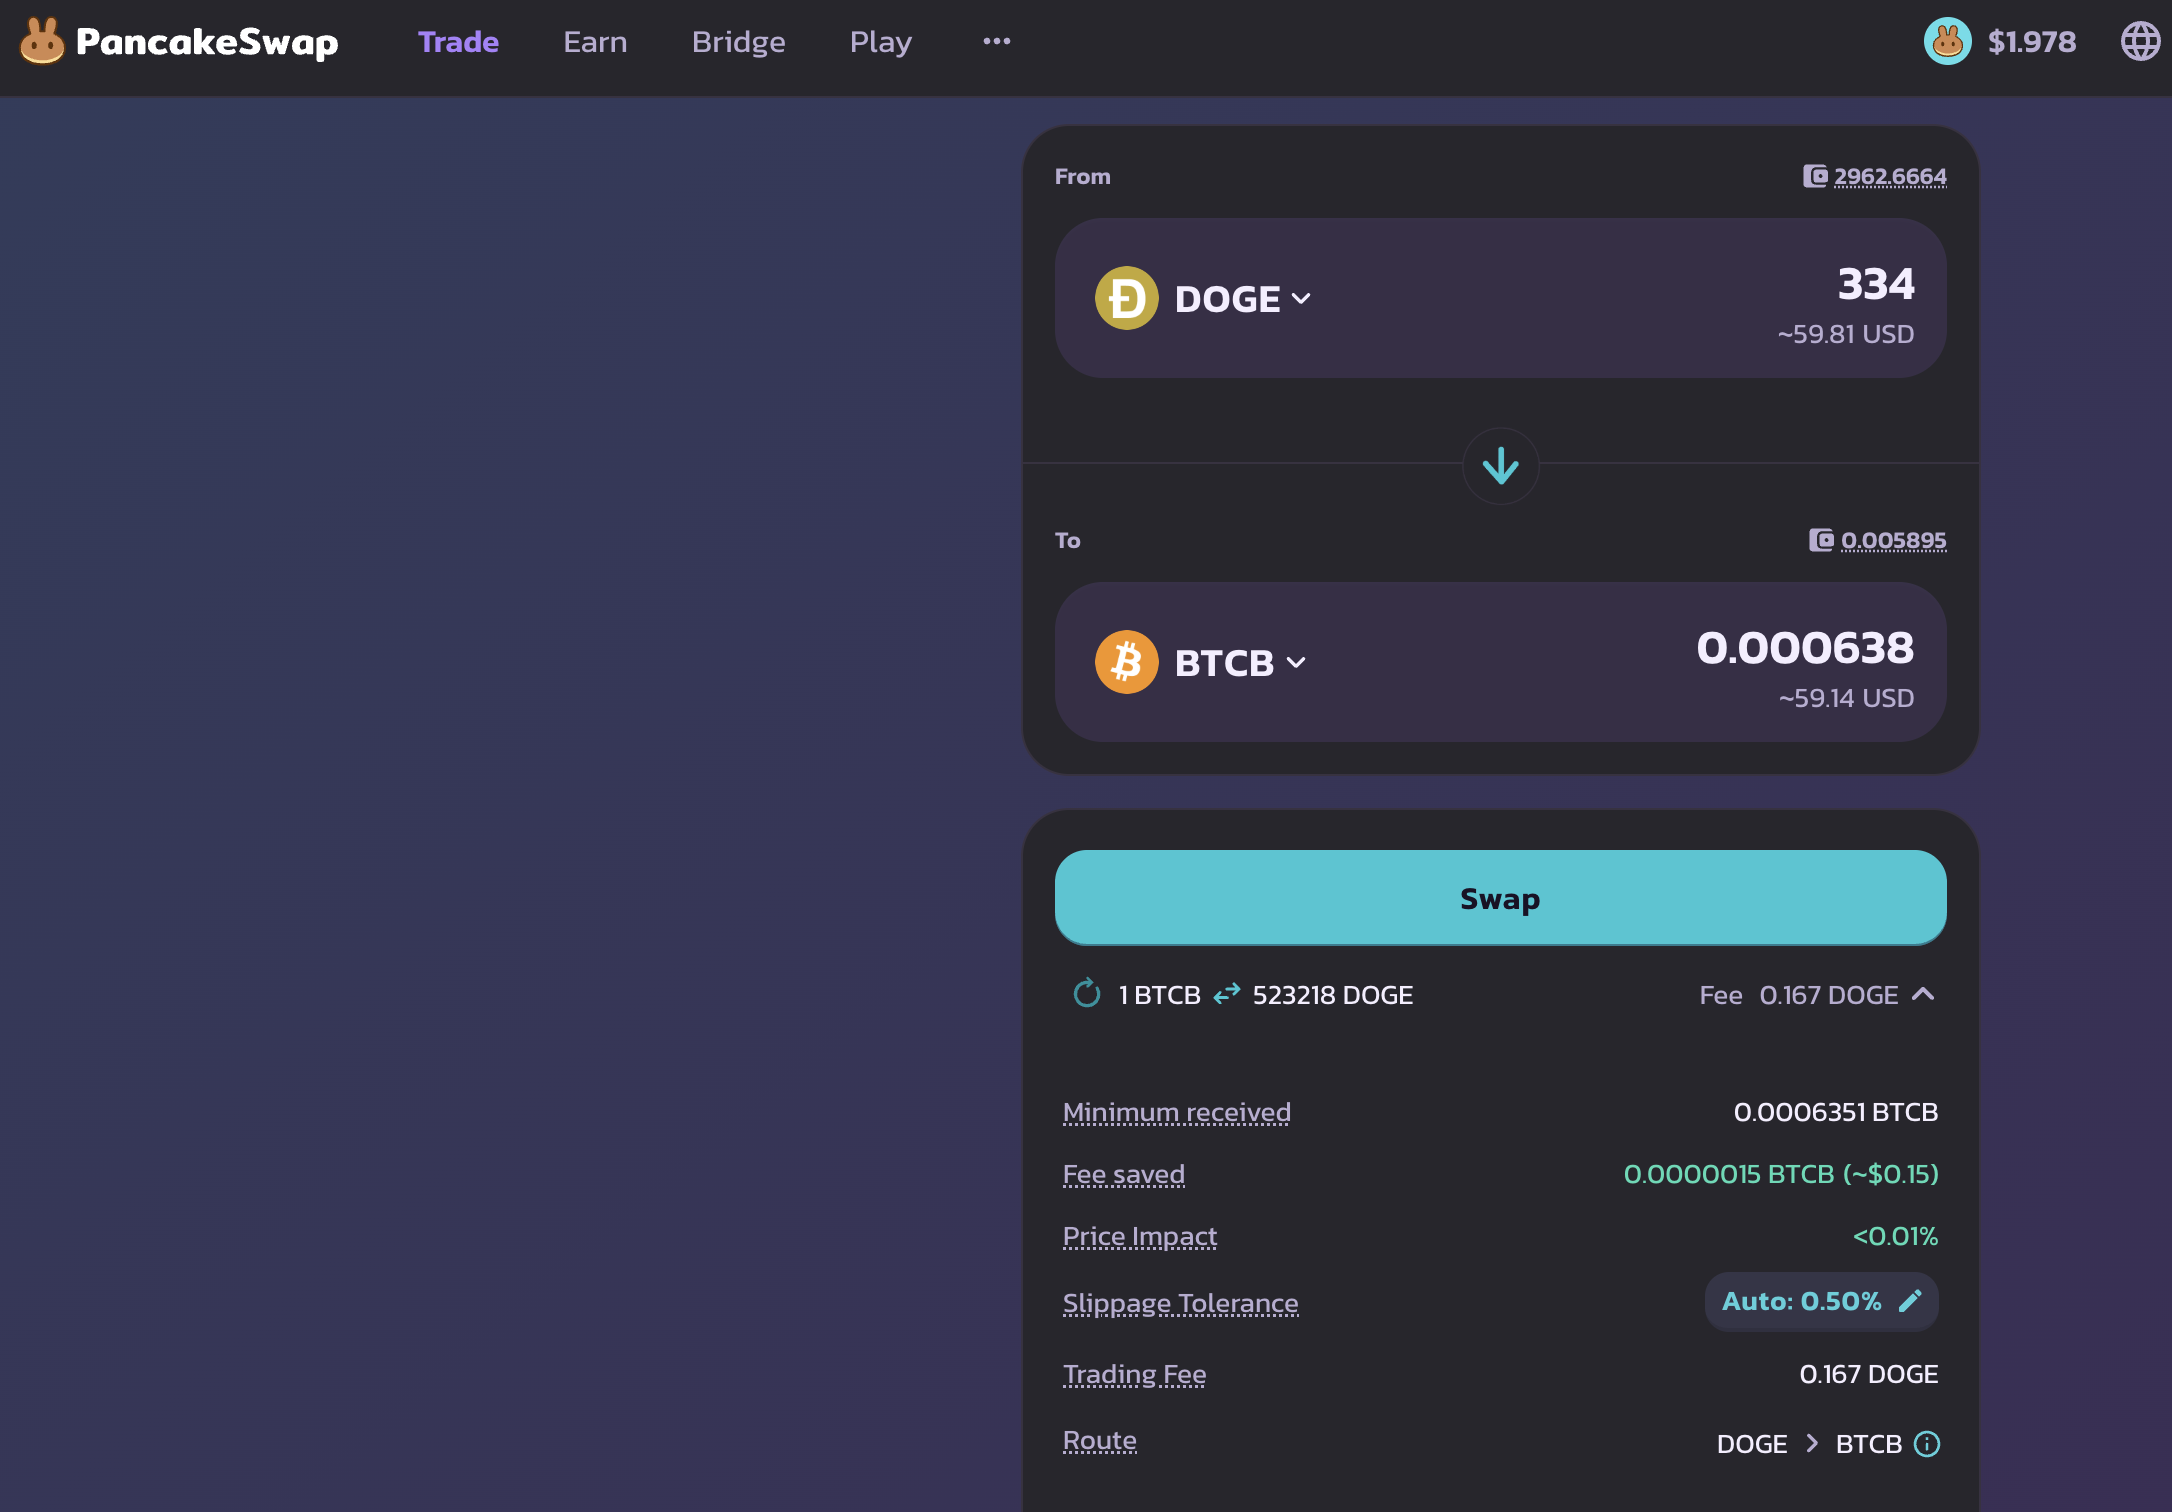 PancakeSwap Trade Earn Bridge Play ••• $1.978
From 2962.6664
DOGE 334
~59.81 USD
To 0.005895
BTCB 0.000638
~59.14 USD
Swap
1 BTCB 523218 DOGE Fee 0.167 DOGE
Minimum received 0.0006351 BTCB
Fee saved 0.0000015 BTCB (~$0.15)
Price Impact <0.01%
Slippage Tolerance Auto: 0.50%
Trading Fee 0.167 DOGE
Route DOGE > BTCB